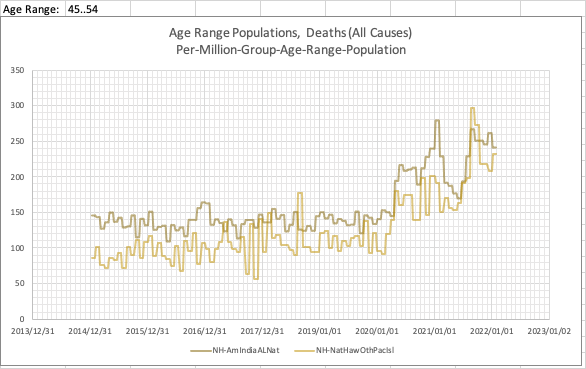 Age Range: 45..54
Age Range Populations, Deaths (All Causes)
Per-Million-Group-Age-Range-Population
350
300
250
200
150
100
50
0
2013/12/31 2014/12/31 2015/12/31 2016/12/31 2017/12/31 2019/01/01 2020/01/01 2021/01/01 2022/01/01 2023/01/02
NH-AmIndiaALNat NH-NatHawOthPacIsl